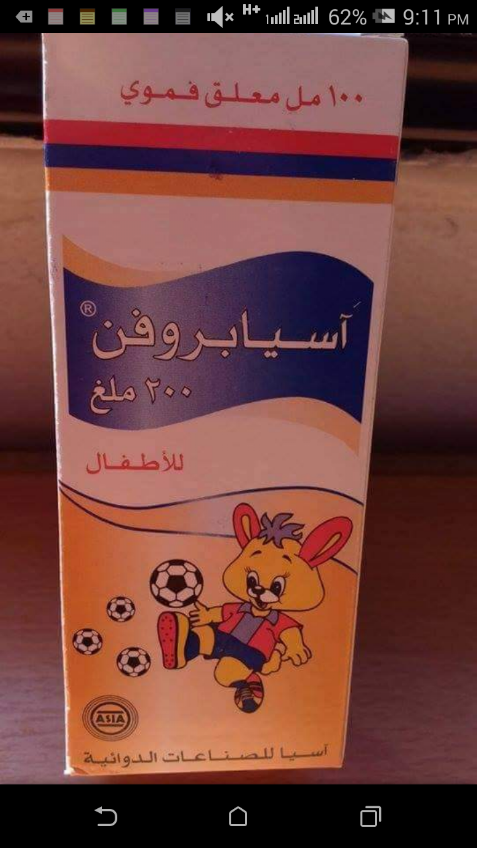 H+
62%
9:11 PM
١٠٠ مل معلق فموي
آسيابروفن®
٢٠٠ ملغ
للأطفال
ASIA
آسيا للصناعات الدوائية